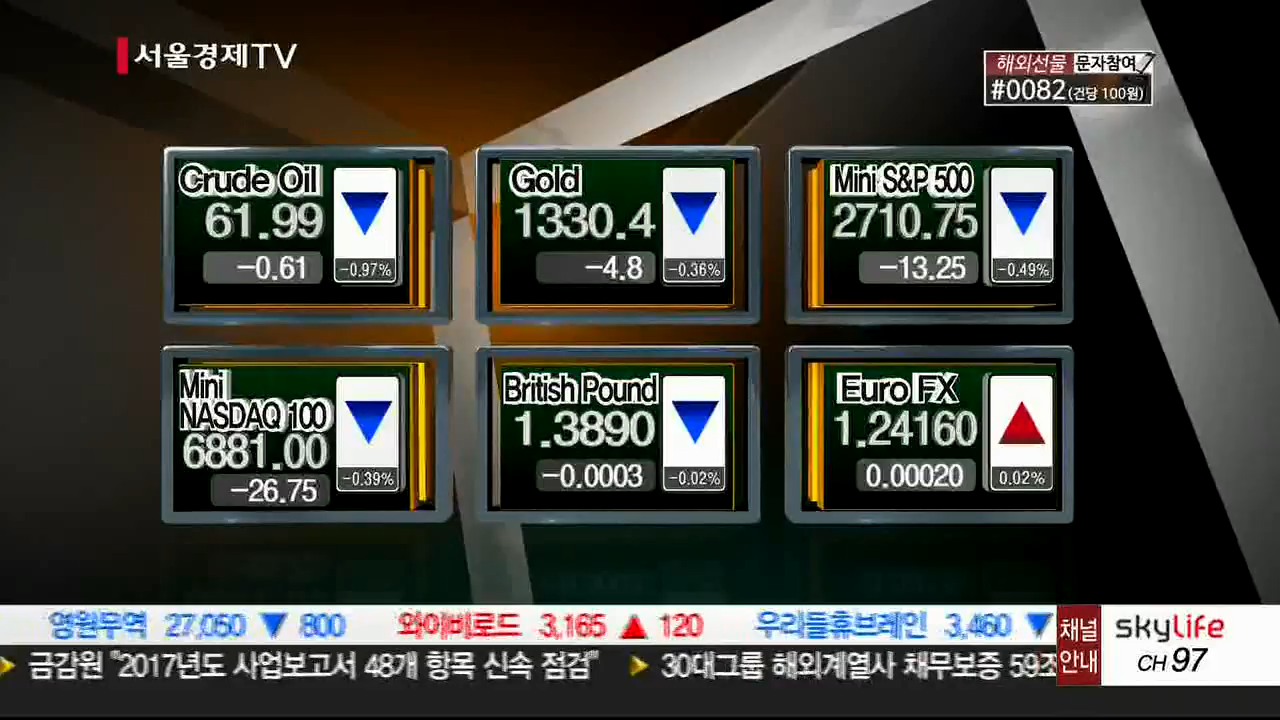 서울경제TV
해외선물 문자참여
#0082(건당 100원)
Crude Oil
61.99
-0.61
-0.97%
Gold
1330.4
-4.8
-0.36%
Mini S&P 500
2710.75
-13.25
-0.49%
Mini
NASDAQ 100
6881.00
-26.75
-0.39%
British Pound
1.3890
-0.0003
-0.02%
Euro FX
1.24160
0.00020
0.02%
영원무역 27,050 ▼ 800 와이비로드 3,165 ▲ 120 우리들휴브레인 3,460 ▼
금감원 "2017년도 사업보고서 48개 항목 신속 점검" 30대그룹 해외계열사 채무보증 59조
채널
안내
skylife
CH 97